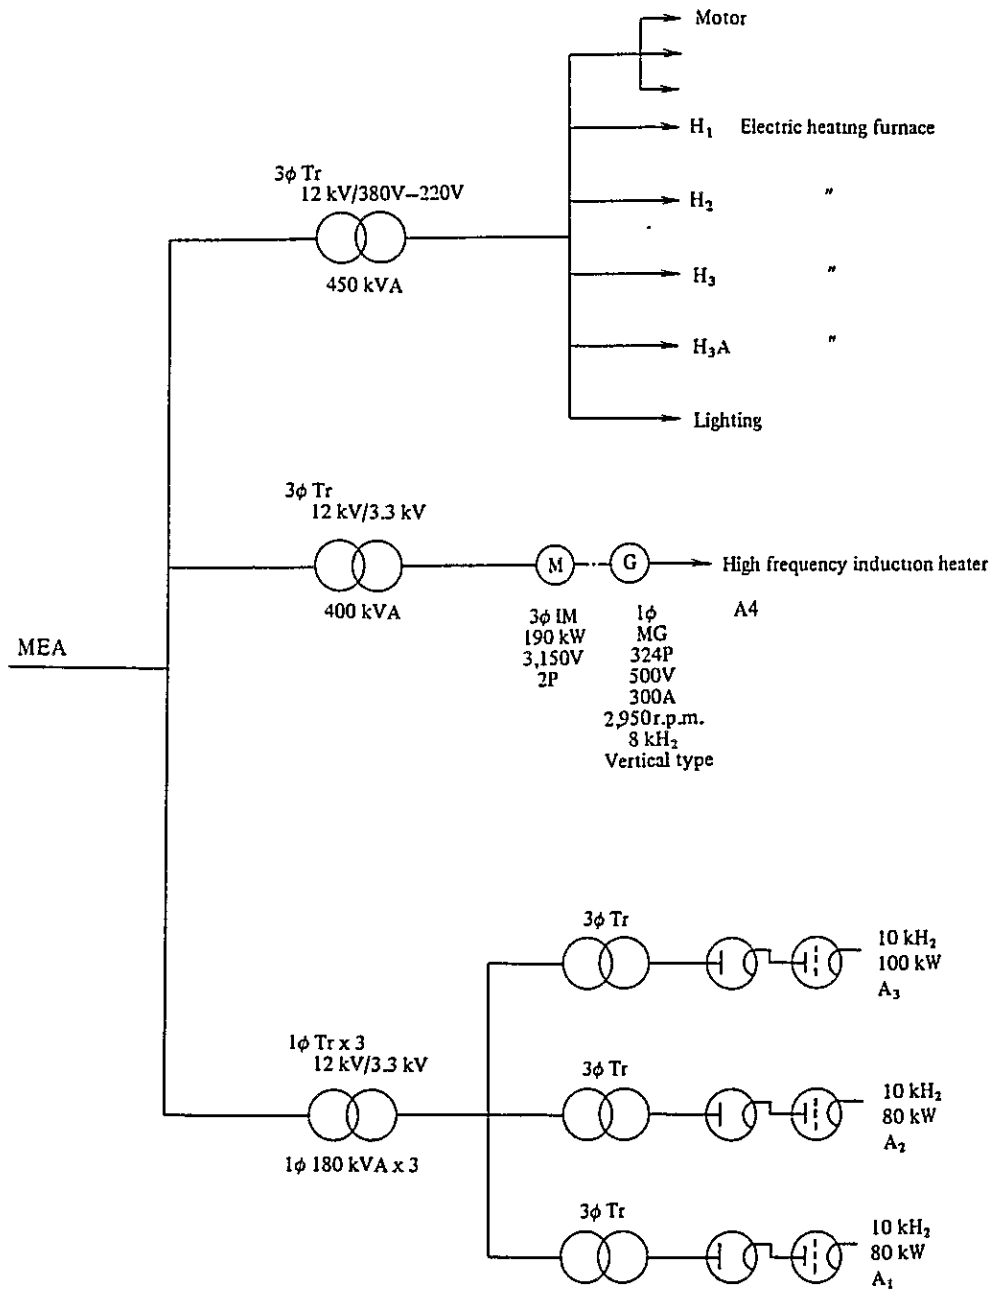 Motor
H₁ Electric heating furnace
3ϕ Tr
12 kV/380V–220V
H₂ "
450 kVA
H₃ "
H₃A "
Lighting
3ϕ Tr
12 kV/3.3 kV
M
G
High frequency induction heater
400 kVA
A4
3ϕ IM
190 kW
3,150V
2P
1ϕ
MG
324P
500V
300A
2,950 r.p.m.
8 kH₂
Vertical type
MEA
3ϕ Tr
10 kH₂
100 kW
A₃
1ϕ Tr x 3
12 kV/3.3 kV
1ϕ 180 kVA x 3
3ϕ Tr
10 kH₂
80 kW
A₂
3ϕ Tr
10 kH₂
80 kW
A₁